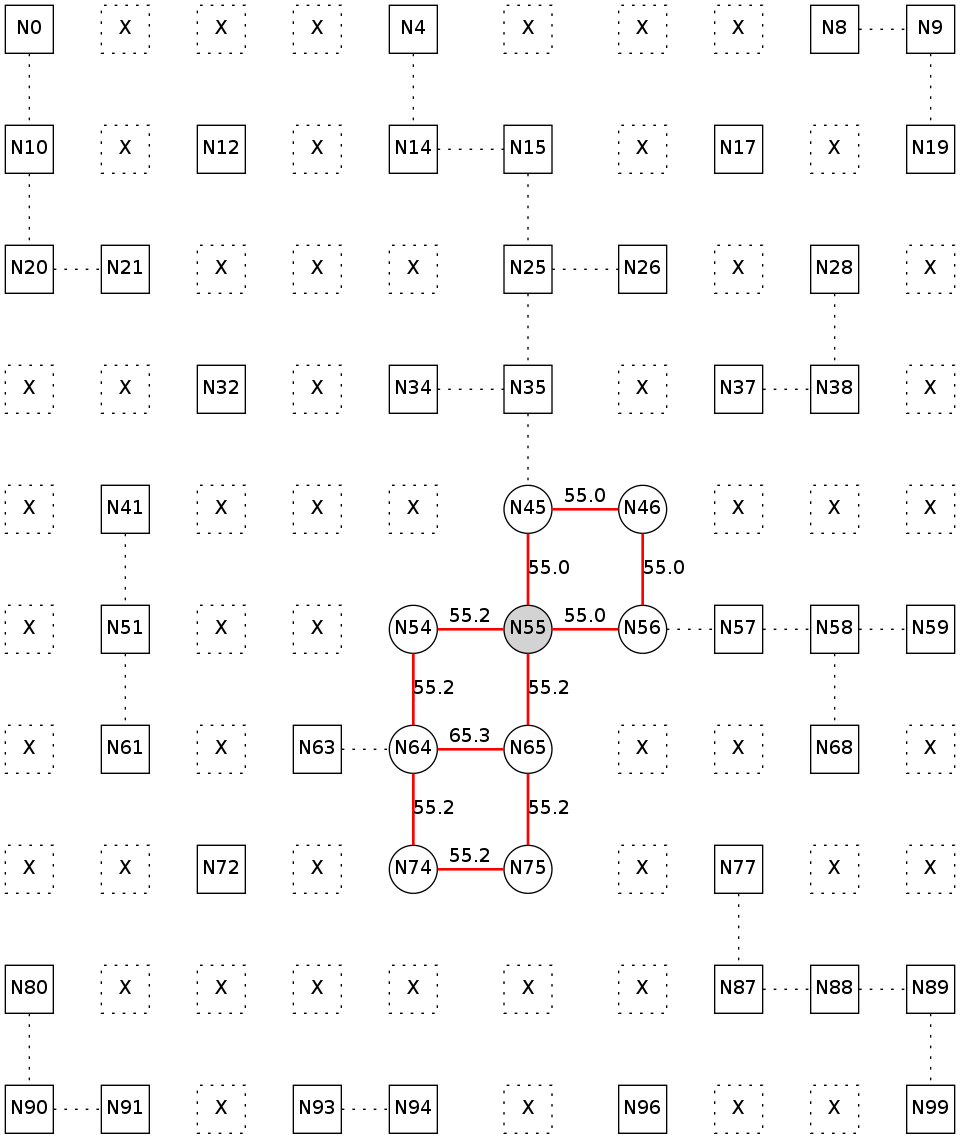 N0 X X X N4 X X X N8 N9
N10 X N12 X N14 N15 X N17 X N19
N20 N21 X X X N25 N26 X N28 X
X X N32 X N34 N35 X N37 N38 X
55.0
X N41 X X X N45 N46 X X X
55.0 55.0
55.2 55.0
X N51 X X N54 N55 N56 N57 N58 N59
55.2 55.2
65.3
X N61 X N63 N64 N65 X X N68 X
55.2 55.2
55.2
X X N72 X N74 N75 X N77 X X
N80 X X X X X X N87 N88 N89
N90 N91 X N93 N94 X N96 X X N99